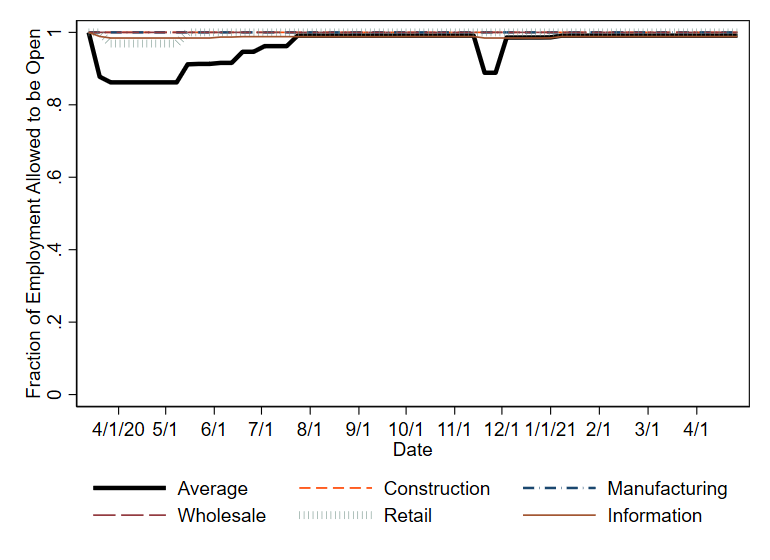 Fraction of Employment Allowed to be Open
1
.8
.6
.4
.2
0
4/1/20 5/1 6/1 7/1 8/1 9/1 10/1 11/1 12/1 1/1/21 2/1 3/1 4/1
Date
Average Construction Manufacturing
Wholesale Retail Information